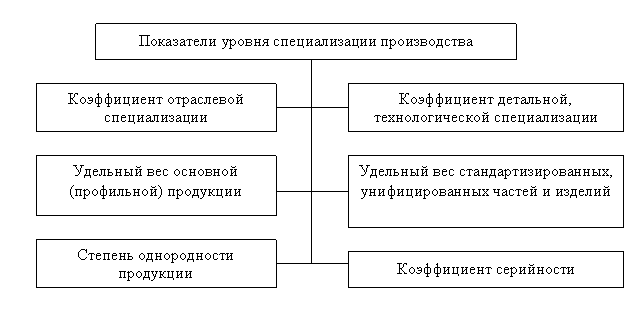 Показатели уровня специализации производства
Коэффициент отраслевой
специализации
Коэффициент детальной,
технологической специализации
Удельный вес основной
(профильной) продукции
Удельный вес стандартизированных,
унифицированных частей и изделий
Степень однородности
продукции
Коэффициент серийности